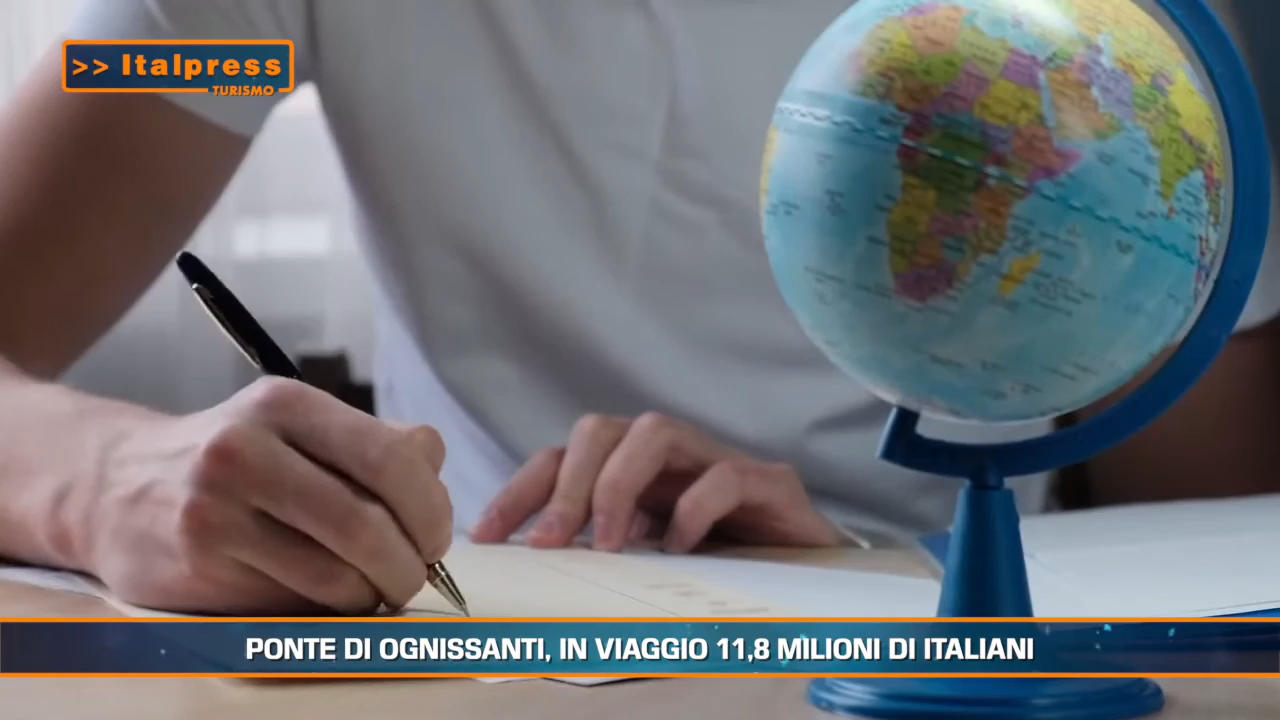 >> Italpress
TURISMO
PONTE DI OGNISSANTI, IN VIAGGIO 11,8 MILIONI DI ITALIANI